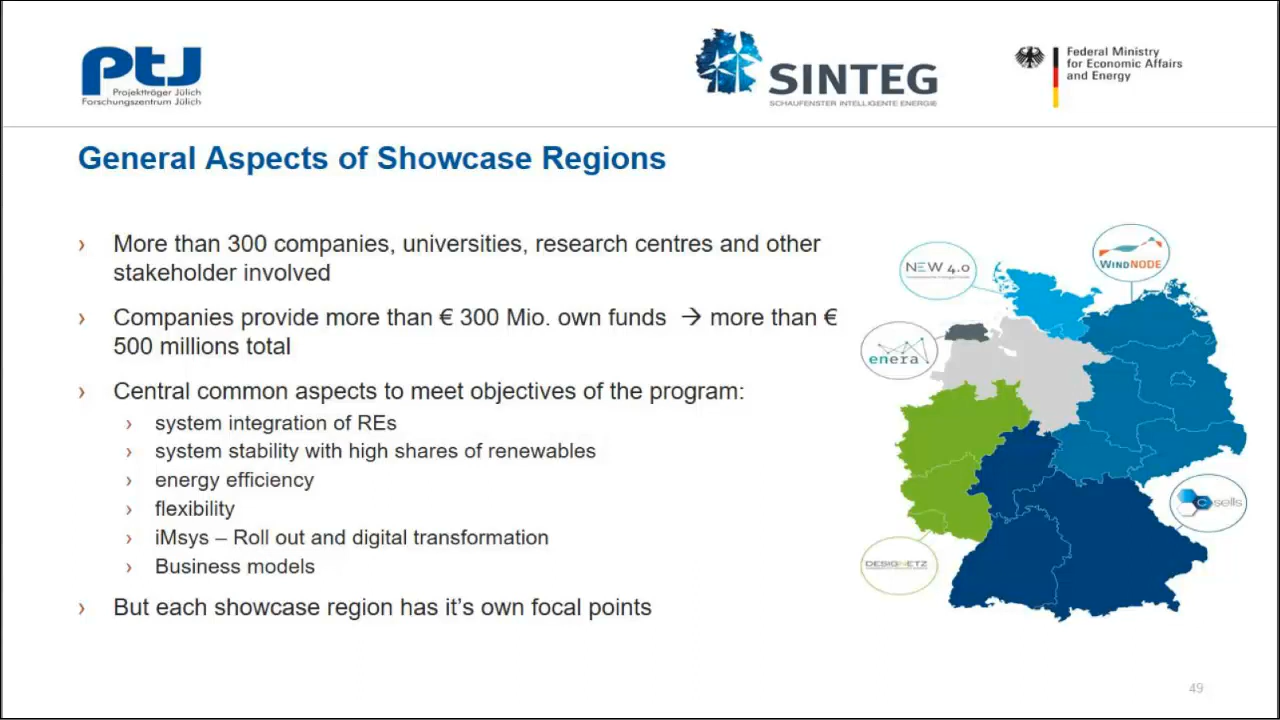 ptJ
Projektträger Jülich
Forschungszentrum Jülich
SINTEG
SCHAUFENSTER INTELLIGENTE ENERGIE
Federal Ministry
for Economic Affairs
and Energy
General Aspects of Showcase Regions
› More than 300 companies, universities, research centres and other
stakeholder involved
› Companies provide more than € 300 Mio. own funds → more than €
500 millions total
› Central common aspects to meet objectives of the program:
› system integration of REs
› system stability with high shares of renewables
› energy efficiency
› flexibility
› iMsys – Roll out and digital transformation
› Business models
› But each showcase region has it's own focal points
NEW 4.0
WINDNODE
enera
c sells
DESIGNETZ
49